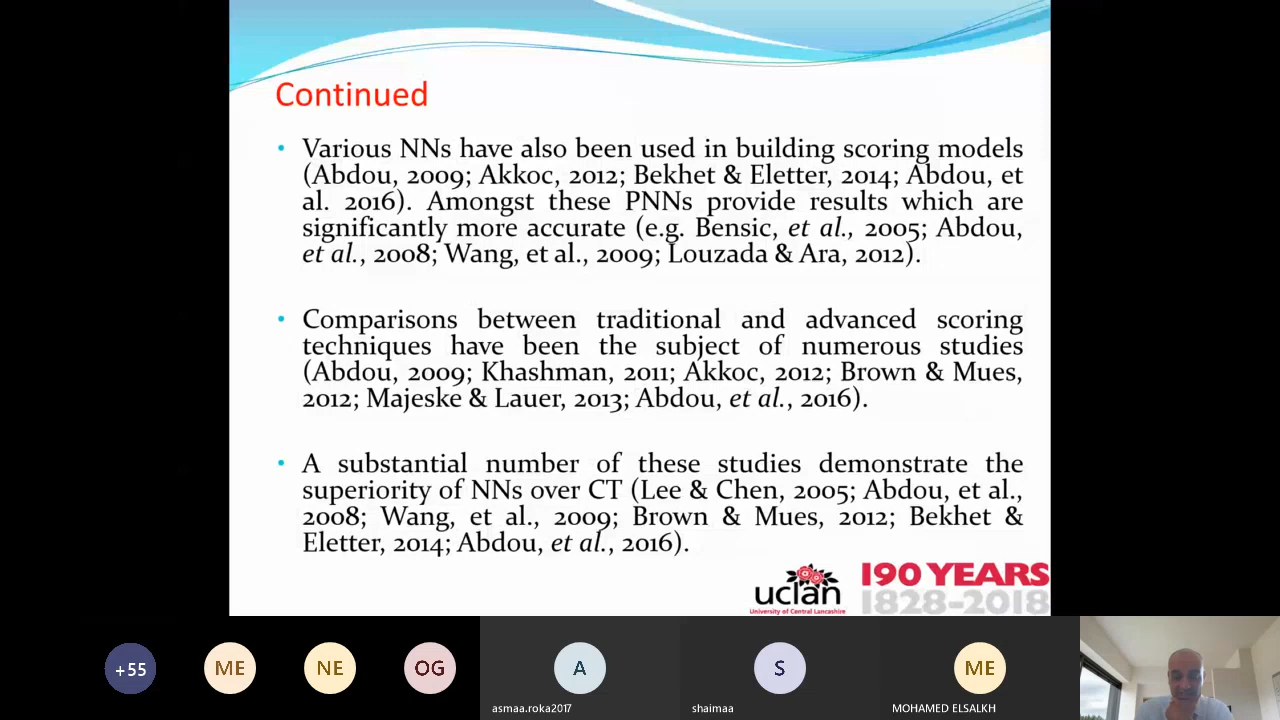 Continued
• Various NNs have also been used in building scoring models
(Abdou, 2009; Akkoc, 2012; Bekhet & Eletter, 2014; Abdou, et
al. 2016). Amongst these PNNs provide results which are
significantly more accurate (e.g. Bensic, et al., 2005; Abdou,
et al., 2008; Wang, et al., 2009; Louzada & Ara, 2012).
• Comparisons between traditional and advanced scoring
techniques have been the subject of numerous studies
(Abdou, 2009; Khashman, 2011; Akkoc, 2012; Brown & Mues,
2012; Majeske & Lauer, 2013; Abdou, et al., 2016).
• A substantial number of these studies demonstrate the
superiority of NNs over CT (Lee & Chen, 2005; Abdou, et al.,
2008; Wang, et al., 2009; Brown & Mues, 2012; Bekhet &
Eletter, 2014; Abdou, et al., 2016).
uclan
University of Central Lancashire
190 YEARS
1828-2018
+55
ME
NE
OG
A
S
ME
asmaa.roka2017
shaimaa
MOHAMED ELSALKH